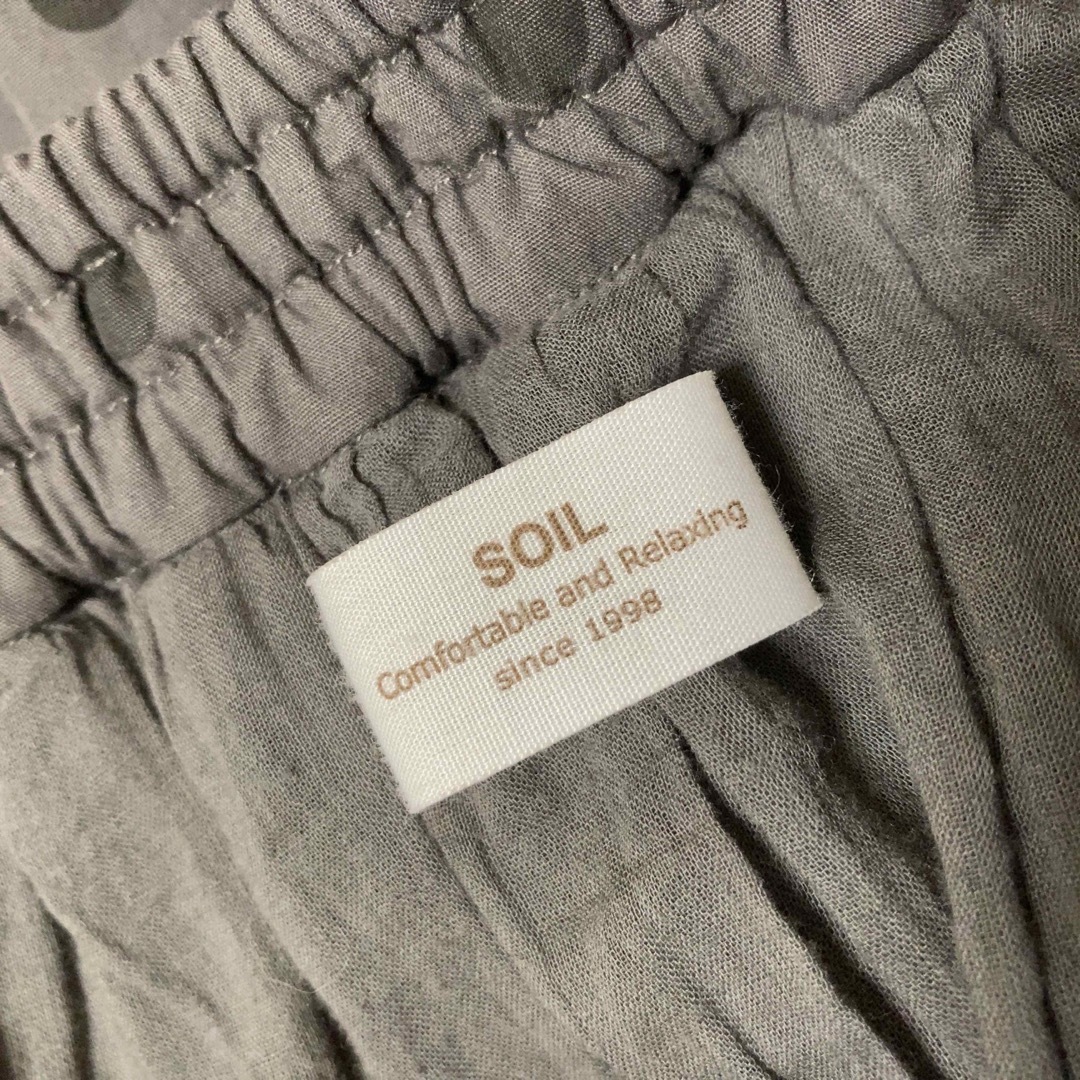 SOIL
Comfortable and Relaxing
since 1998